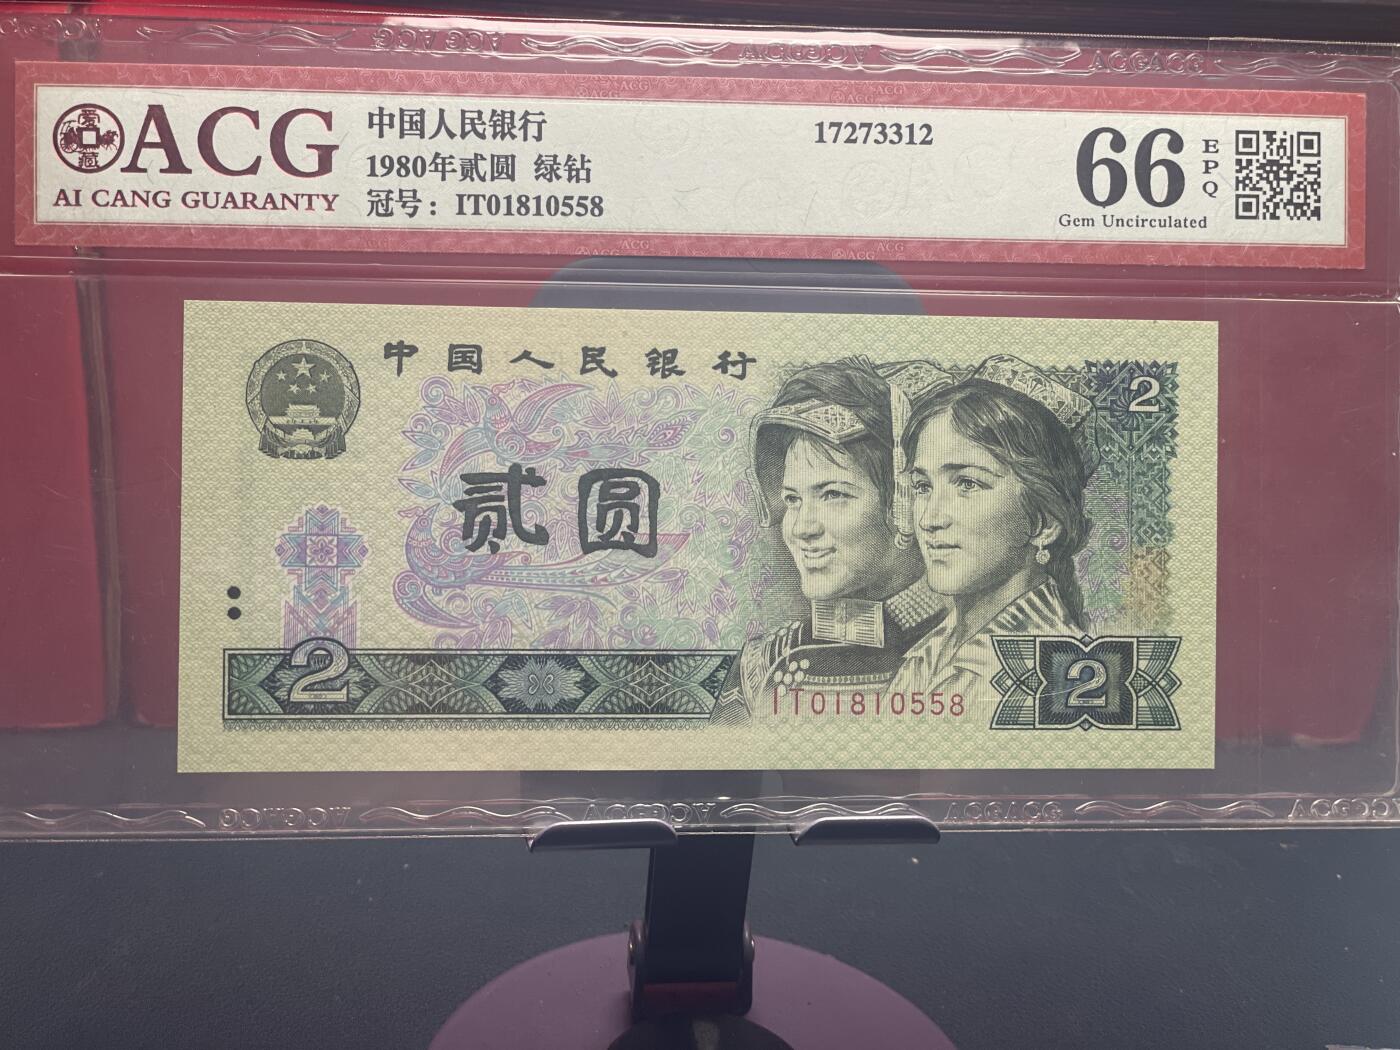 愛藏
ACG
AI CANG GUARANTY
中国人民银行
1980年贰圆 绿钻
冠号: IT01810558
17273312
66
EPQ
Gem Uncirculated
中国人民银行
2
贰圆
2
IT01810558
2